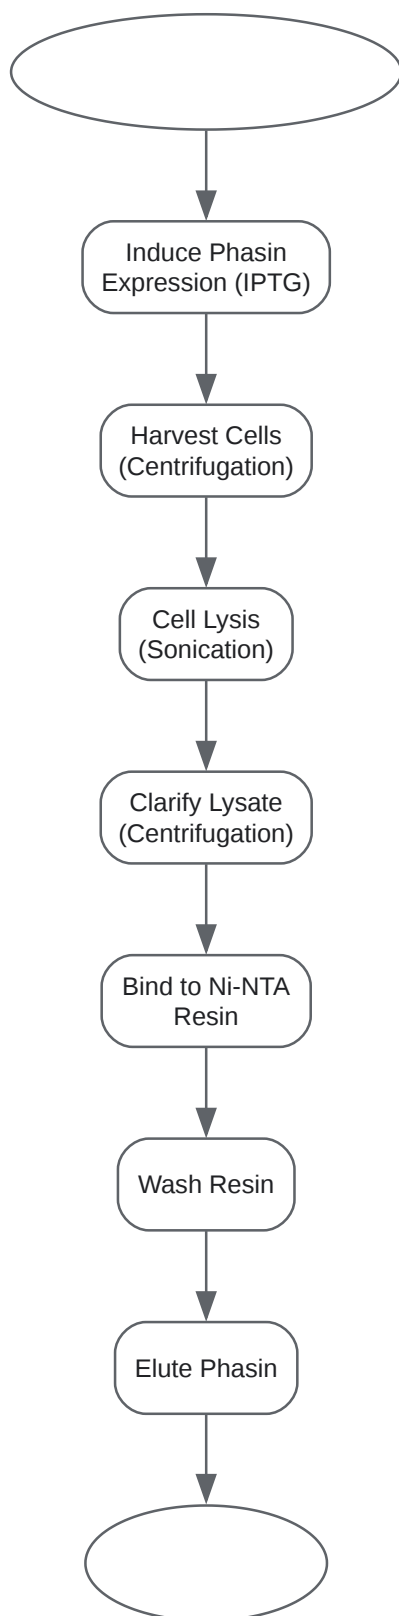 Induce Phasin
Expression (IPTG)
Harvest Cells
(Centrifugation)
Cell Lysis
(Sonication)
Clarify Lysate
(Centrifugation)
Bind to Ni-NTA
Resin
Wash Resin
Elute Phasin